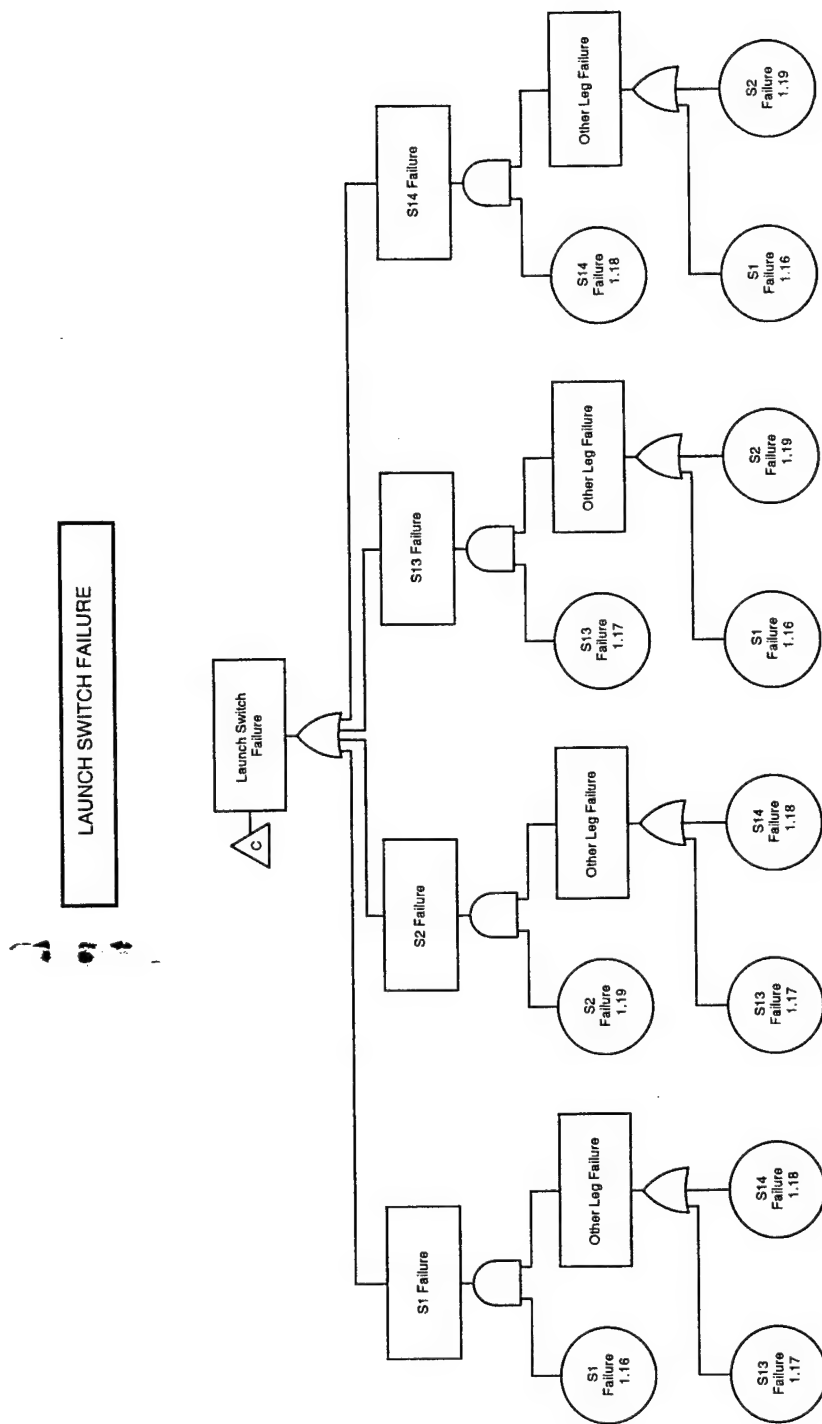 LAUNCH SWITCH FAILURE
Launch Switch
Failure
C
S1 Failure
S2 Failure
S13 Failure
S14 Failure
S1
Failure
1.16
Other Leg Failure
S2
Failure
1.19
Other Leg Failure
S13
Failure
1.17
Other Leg Failure
S14
Failure
1.18
Other Leg Failure
S13
Failure
1.17
S14
Failure
1.18
S13
Failure
1.17
S14
Failure
1.18
S1
Failure
1.16
S2
Failure
1.19
S1
Failure
1.16
S2
Failure
1.19